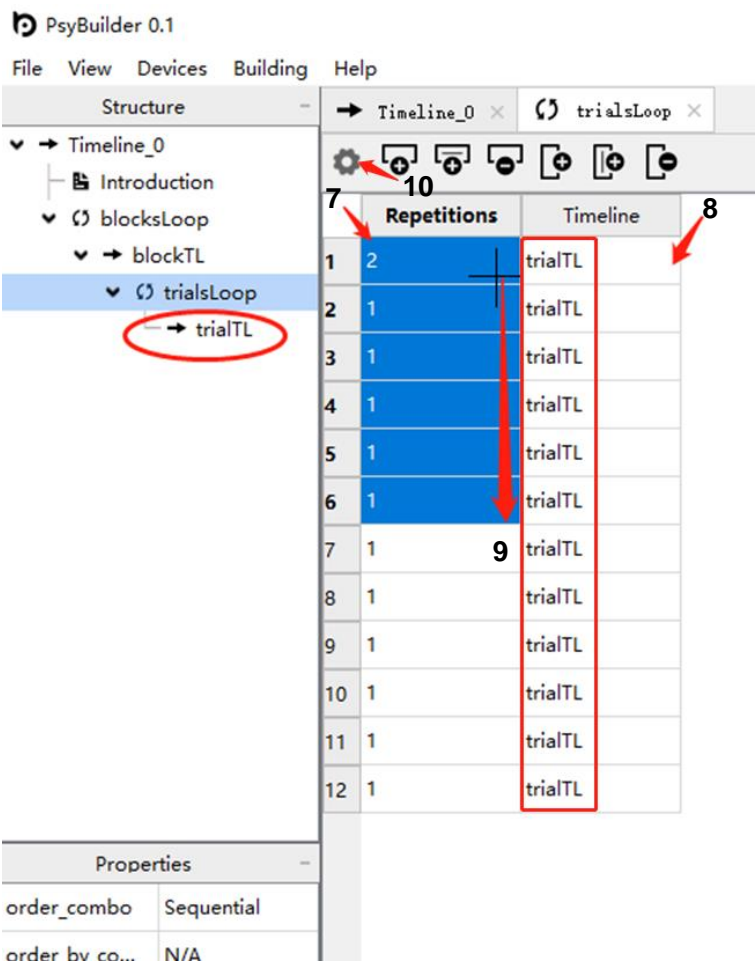 PsyBuilder 0.1
File View Devices Building Help
Structure
Timeline_0
Introduction
blocksLoop
blockTL
trialsLoop
trialTL
Timeline_0 trialsLoop
10
7
8
Repetitions Timeline
1 2 trialTL
2 1 trialTL
3 1 trialTL
4 1 trialTL
5 1 trialTL
6 1 trialTL
7 1 9 trialTL
8 1 trialTL
9 1 trialTL
10 1 trialTL
11 1 trialTL
12 1 trialTL
Properties
order_combo Sequential
order_by_co... N/A